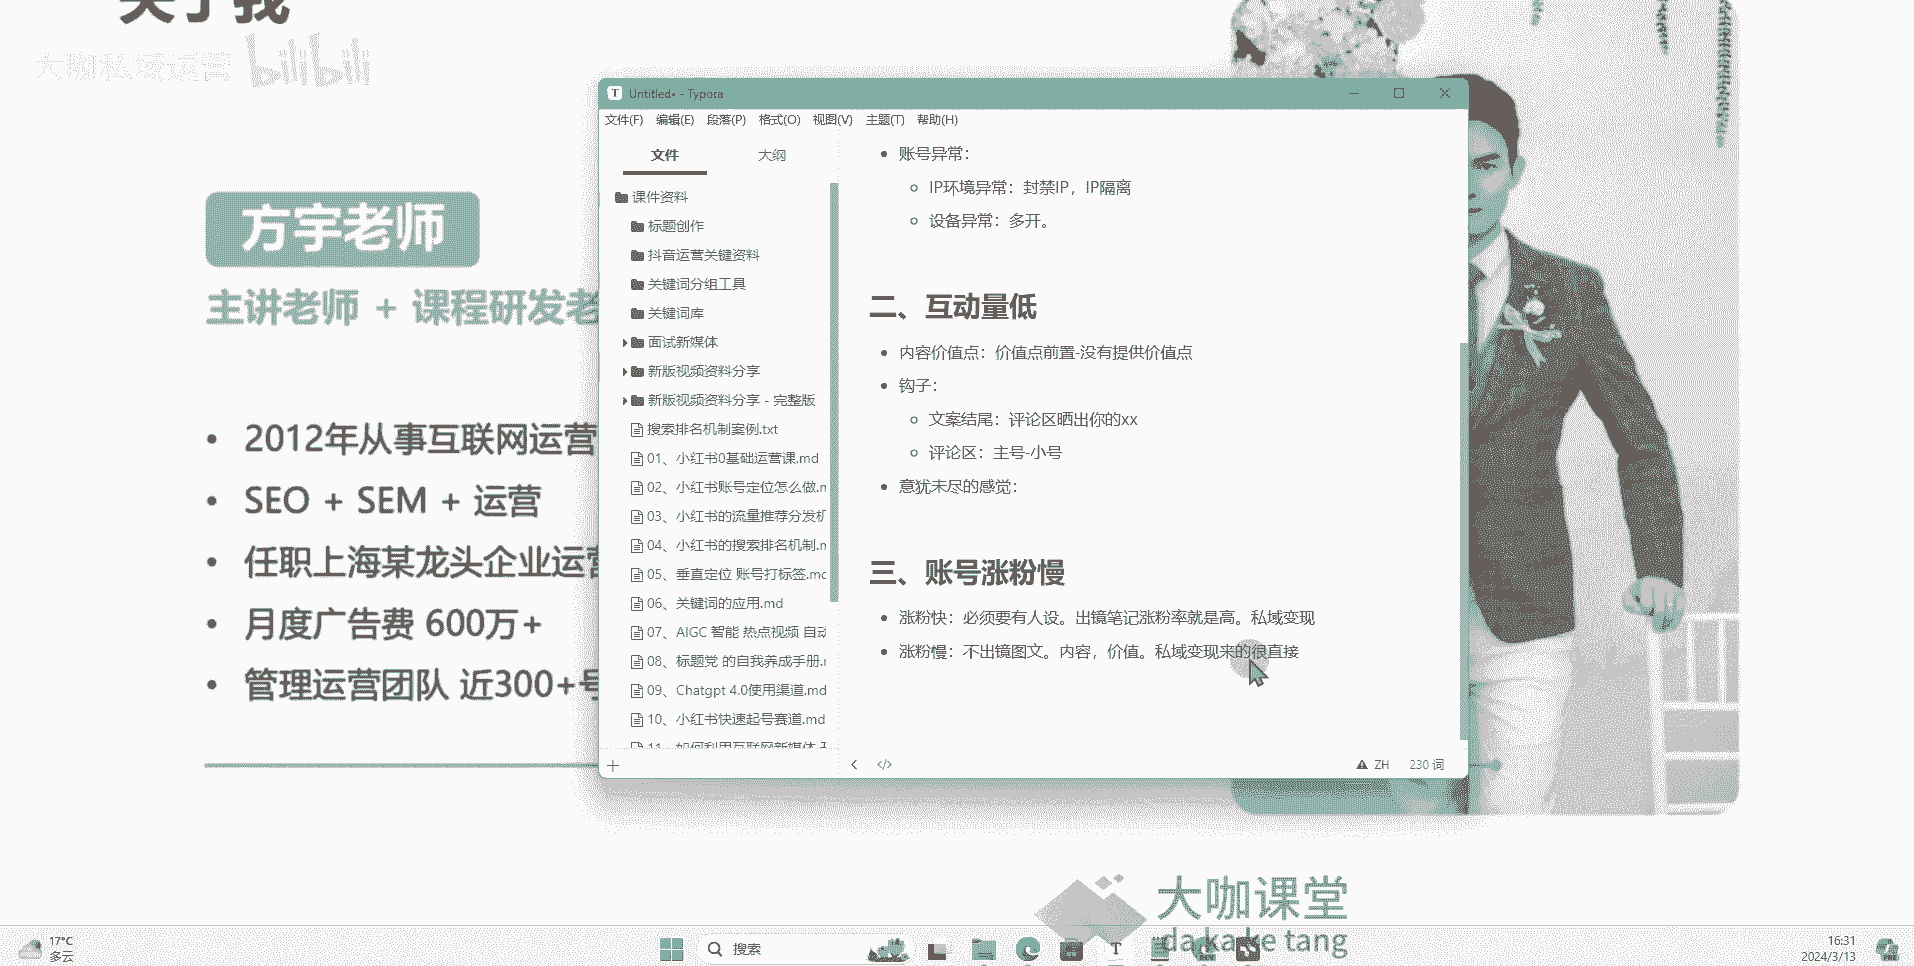 关于我
大咖私域运营 bilibili
方宇老师
主讲老师 + 课程研发老
• 2012年从事互联网运营
• SEO + SEM + 运营
• 任职上海某龙头企业运营
• 月度广告费 600万+
• 管理运营团队 近300+号
Untitled• - Typora
文件(F) 编辑(E) 段落(P) 格式(O) 视图(V) 主题(T) 帮助(H)
文件 大纲
课件资料
标题创作
抖音运营关键资料
关键词分组工具
关键词库
面试新媒体
新版视频资料分享
新版视频资料分享 - 完整版
搜索排名机制案例.txt
01、小红书0基础运营课.md
02、小红书账号定位怎么做.m
03、小红书的流量推荐分发机
04、小红书的搜索排名机制.m
05、垂直定位 账号打标签.mc
06、关键词的应用.md
07、AIGC 智能 热点视频 自动
08、标题党 的自我养成手册.r
09、Chatgpt 4.0使用渠道.md
10、小红书快速起号赛道.md
11、如何利用互联网新媒体
• 账号异常：
IP环境异常：封禁IP，IP隔离
设备异常：多开。
二、互动量低
• 内容价值点：价值点前置-没有提供价值点
• 钩子：
文案结尾：评论区晒出你的xx
评论区：主号-小号
• 意犹未尽的感觉：
三、账号涨粉慢
• 涨粉快：必须要有人设。出镜笔记涨粉率就是高。私域变现
• 涨粉慢：不出镜图文。内容，价值。私域变现来的很直接
ZH 230 词
大咖课堂
da ka ke tang
17°C
多云
搜索
16:31
2024/3/13